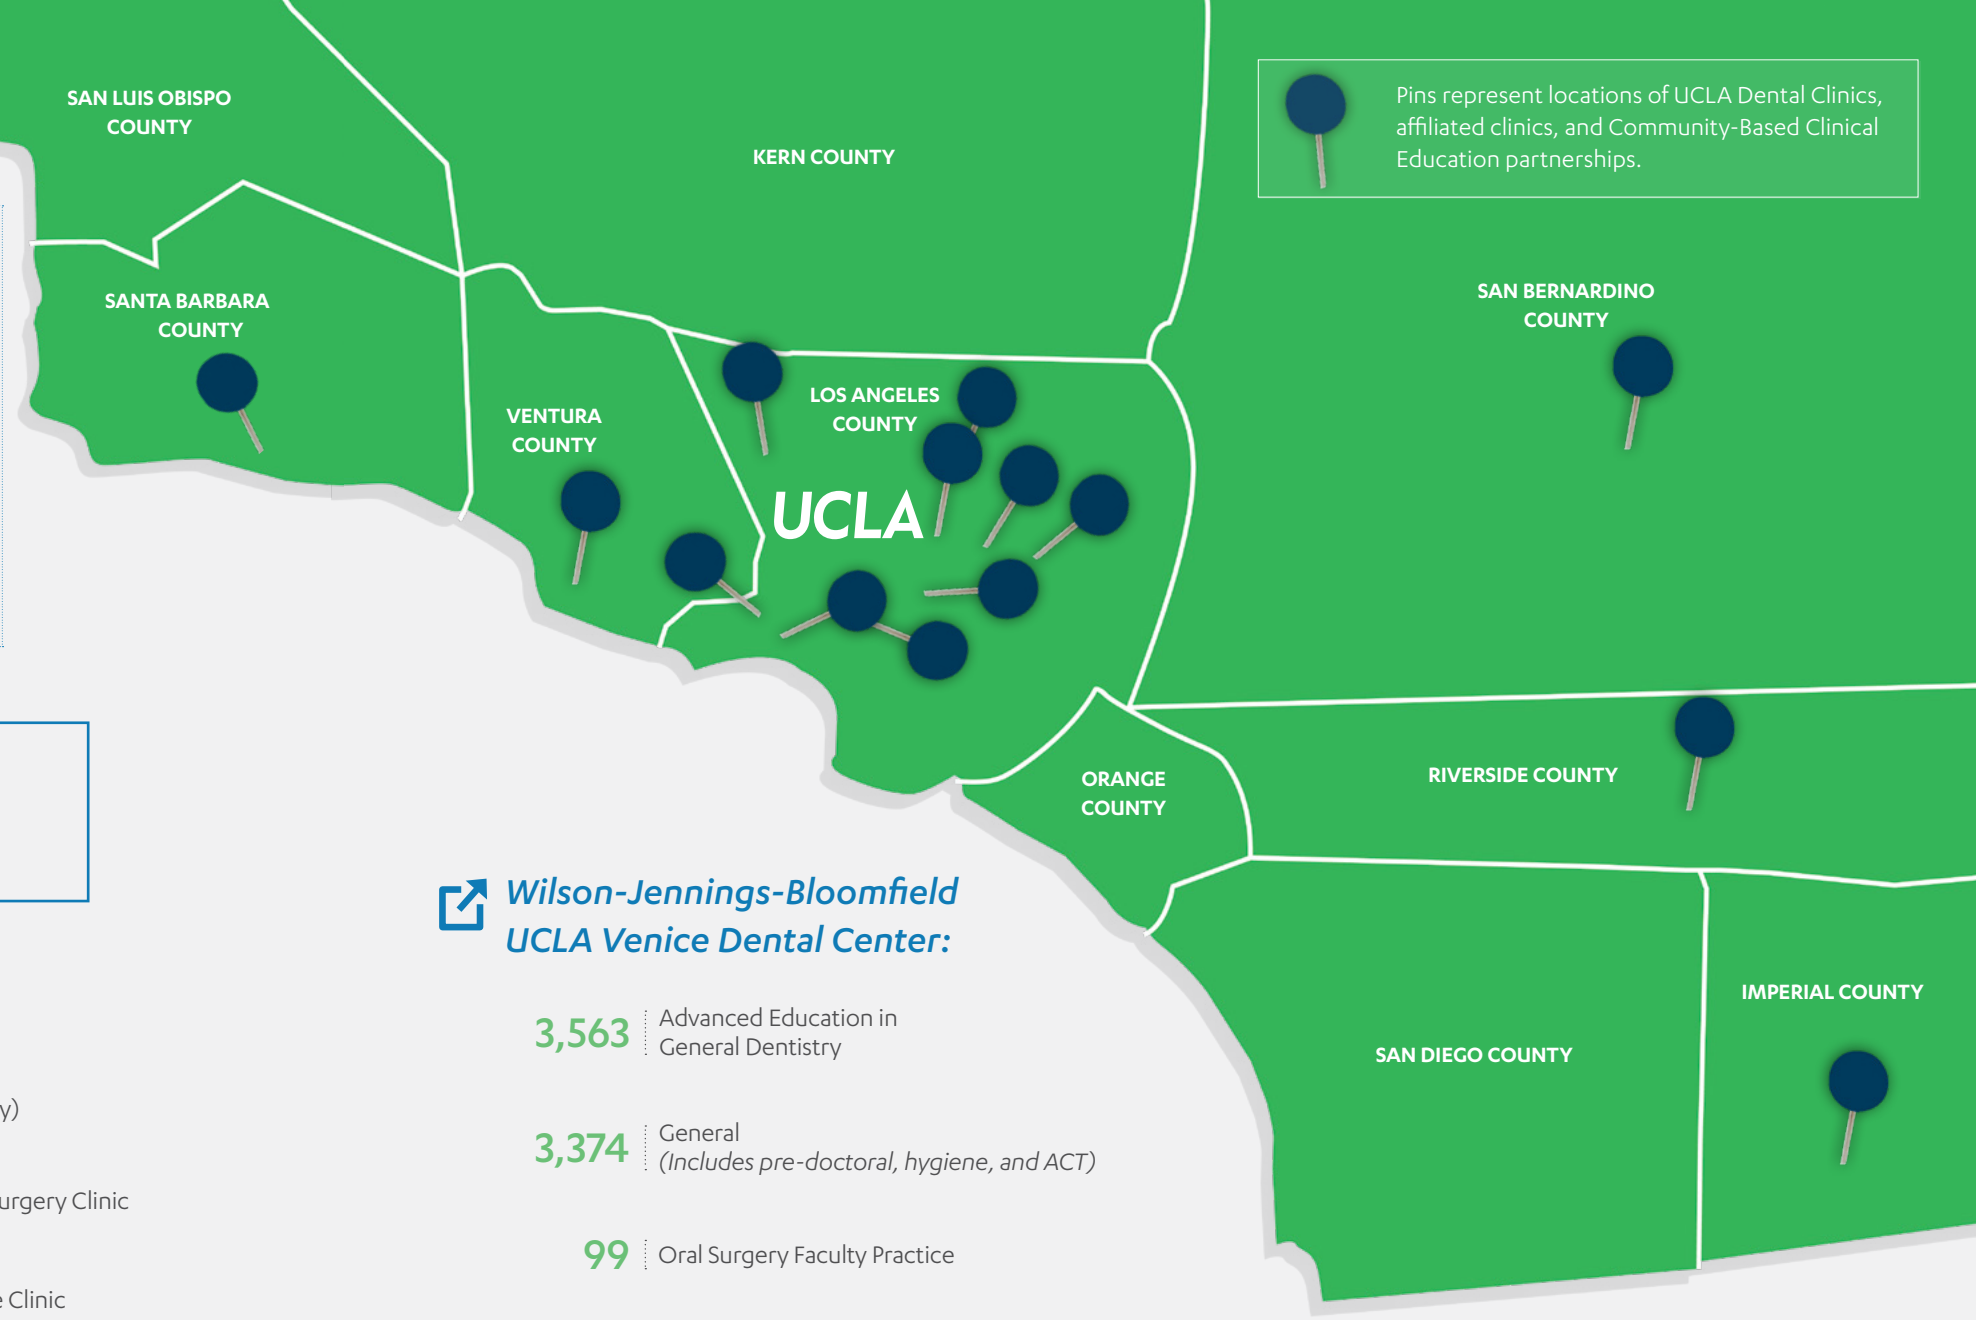 SAN LUIS OBISPO
COUNTY
KERN COUNTY
Pins represent locations of UCLA Dental Clinics,
affiliated clinics, and Community-Based Clinical
Education partnerships.
SANTA BARBARA
COUNTY
SAN BERNARDINO
COUNTY
VENTURA
COUNTY
LOS ANGELES
COUNTY
UCLA
ORANGE
COUNTY
RIVERSIDE COUNTY
SAN DIEGO COUNTY
IMPERIAL COUNTY
Wilson-Jennings-Bloomfield
UCLA Venice Dental Center:
3,563 Advanced Education in
General Dentistry
3,374 General
(Includes pre-doctoral, hygiene, and ACT)
99 Oral Surgery Faculty Practice
y)
urgery Clinic
Clinic